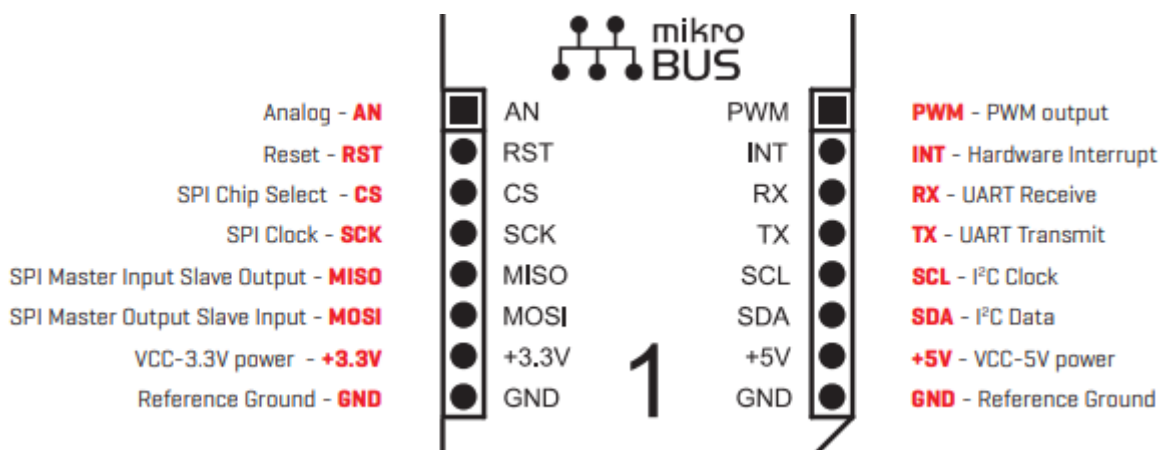 mikro
BUS
Analog - AN AN PWM PWM - PWM output
Reset - RST RST INT INT - Hardware Interrupt
SPI Chip Select - CS CS RX RX - UART Receive
SPI Clock - SCK SCK TX TX - UART Transmit
SPI Master Input Slave Output - MISO MISO SCL SCL - I²C Clock
SPI Master Output Slave Input - MOSI MOSI SDA SDA - I²C Data
VCC-3.3V power - +3.3V +3.3V +5V +5V - VCC-5V power
Reference Ground - GND GND GND GND - Reference Ground
1